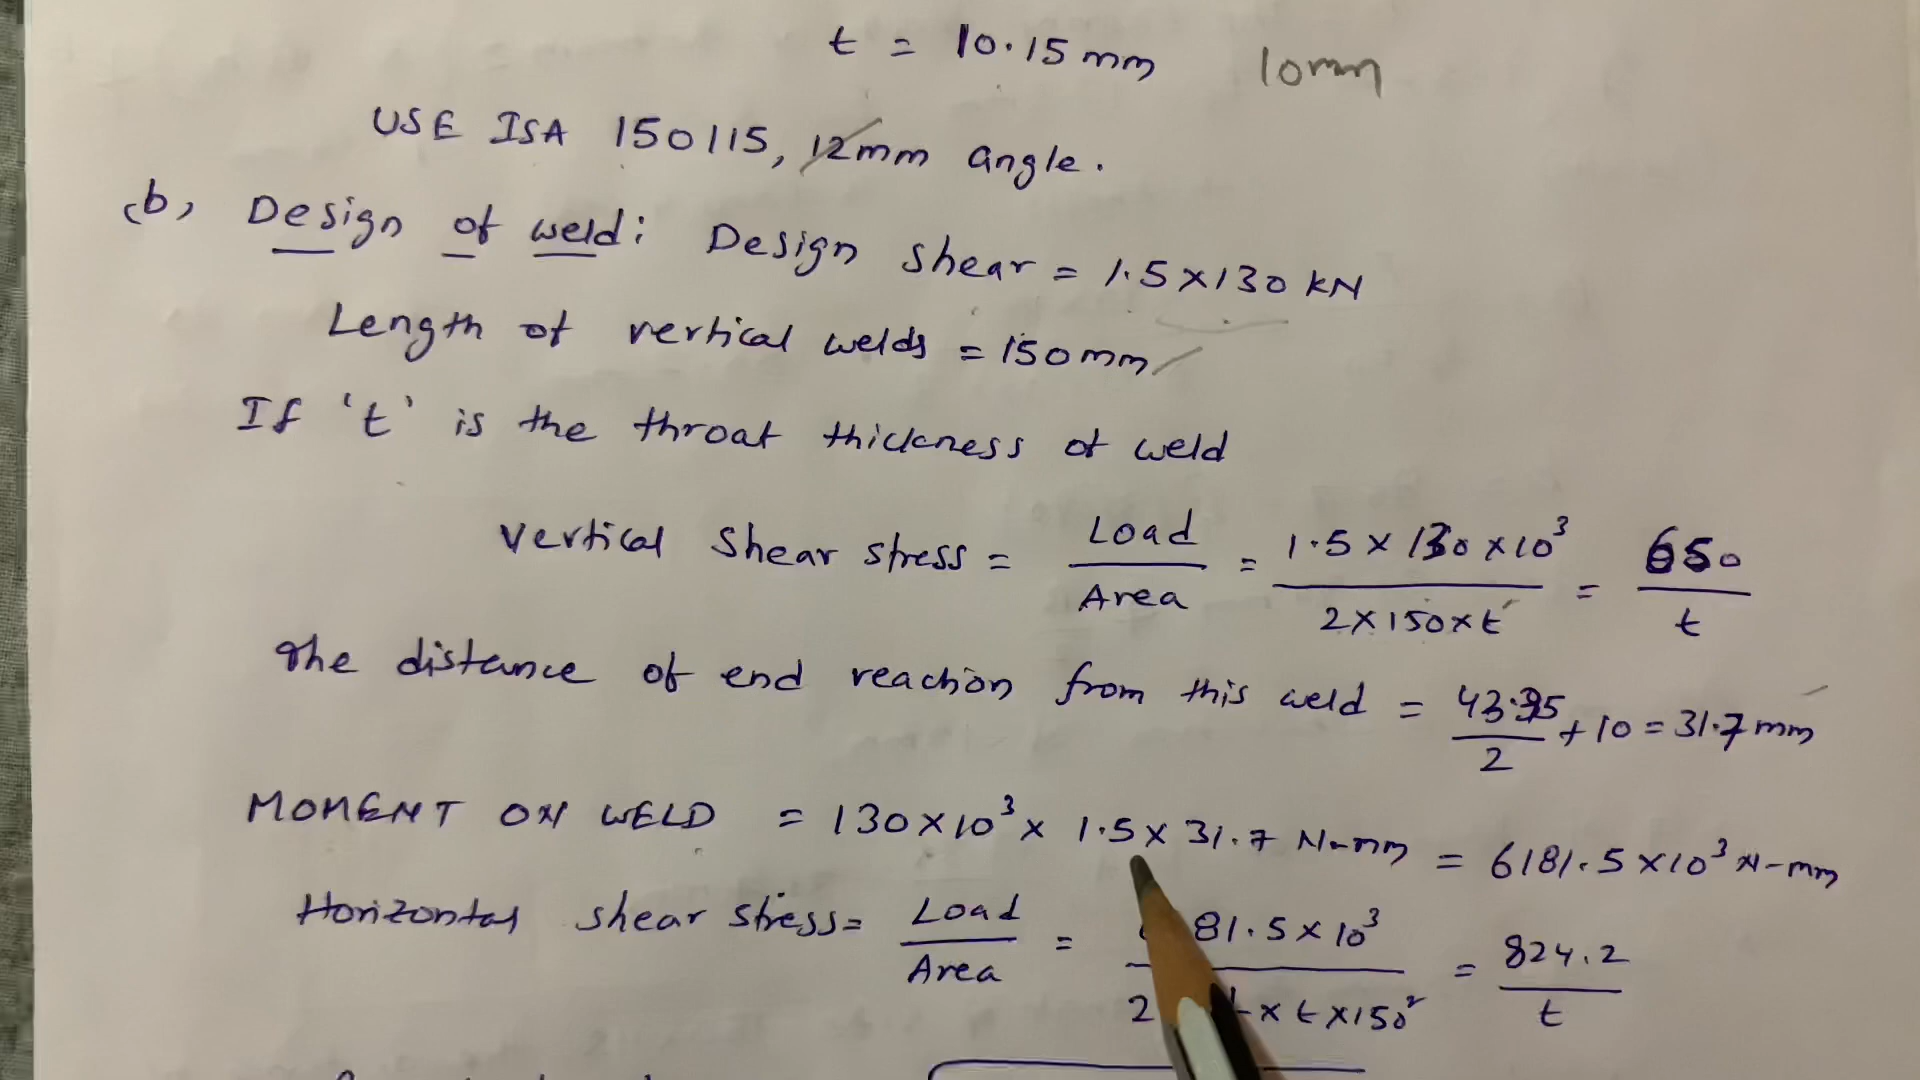 t = 10.15 mm 10mm
USE ISA 150115, 12mm angle.
(b) Design of weld: Design shear = 1.5 × 130 kN
Length of vertical welds = 150 mm
If 't' is the throat thickness of weld
Vertical shear stress = Load / Area = 1.5 × 130 × 10³ / 2 × 150 × t = 650 / t
The distance of end reaction from this weld = / 2 + 10 = 31.7 mm
MOMENT ON WELD = 130 × 10³ × 1.5 × 31.7 N-mm = 6181.5 × 10³ N-mm
Horizontal shear stress = Load / Area = 81.5 × 10³ / 2 × t × 150² = 824.2 / t